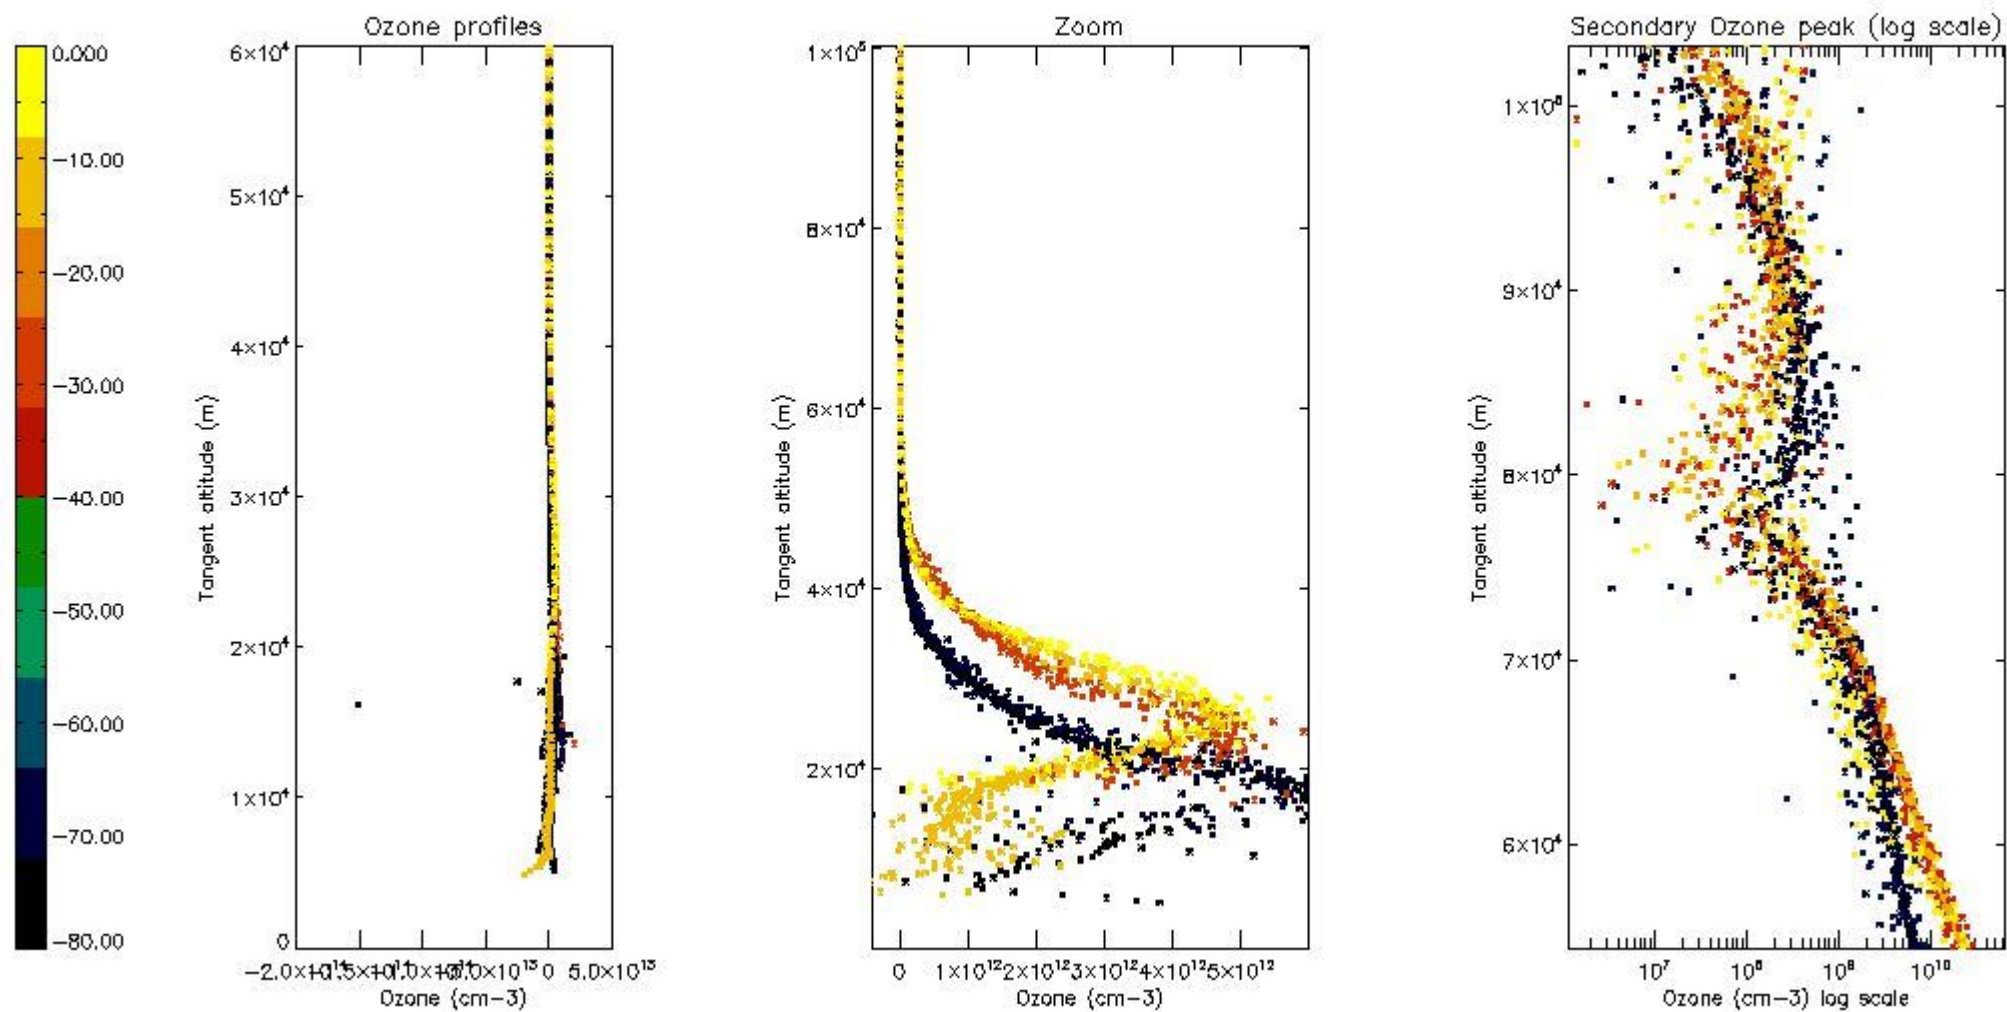 Ozone profiles
Zoom
Secondary Ozone peak (log scale)
0.000
−10.00
−20.00
−30.00
−40.00
−50.00
−60.00
−70.00
−80.00
6×10⁴
5×10⁴
4×10⁴
3×10⁴
2×10⁴
1×10⁴
0
Tangent altitude (m)
0 5.0×10¹³
Ozone (cm−3)
1×10⁵
8×10⁴
6×10⁴
4×10⁴
2×10⁴
Tangent altitude (m)
0 1×10¹² 2×10¹² 3×10¹² 4×10¹² 5×10¹²
Ozone (cm−3)
9×10⁴
8×10⁴
7×10⁴
6×10⁴
Tangent altitude (m)
10⁷ 10⁸ 10⁹ 10¹⁰
Ozone (cm−3) log scale